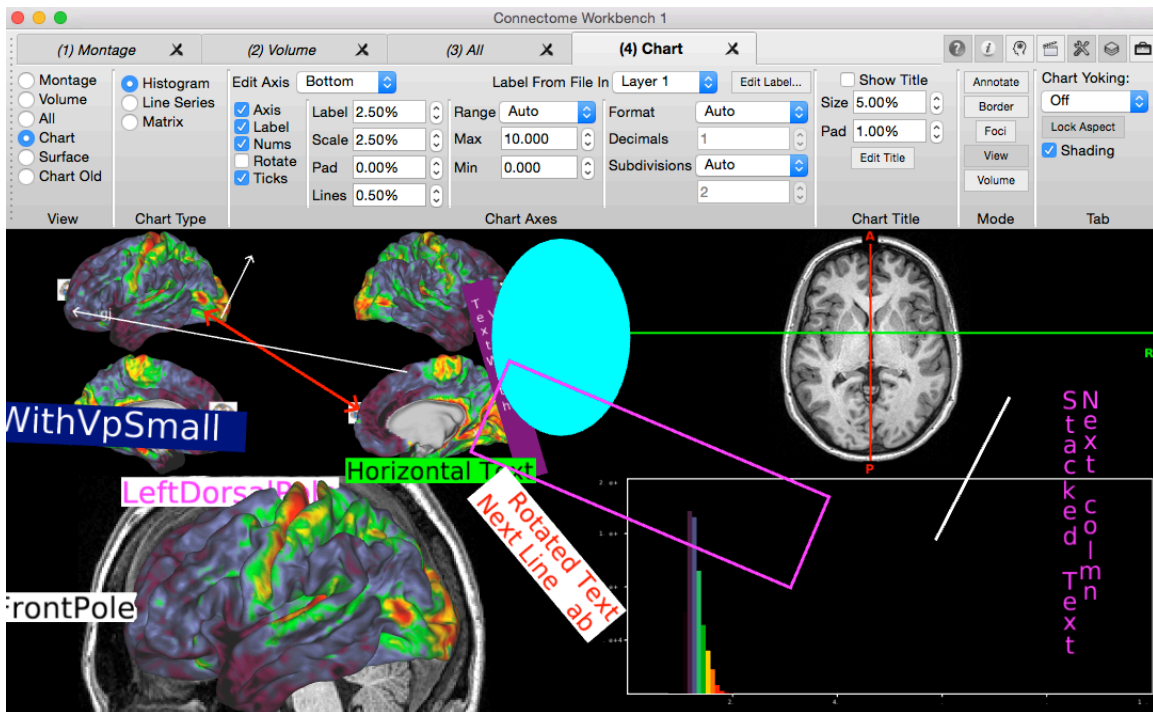 Connectome Workbench 1
(1) Montage
(2) Volume
(3) All
(4) Chart
Montage
Volume
All
Chart
Surface
Chart Old
View
Histogram
Line Series
Matrix
Chart Type
Edit Axis Bottom
Label From File In Layer 1 Edit Label...
Axis
Label
Nums
Rotate
Ticks
Label 2.50%
Scale 2.50%
Pad 0.00%
Lines 0.50%
Range Auto
Max 10.000
Min 0.000
Format Auto
Decimals 1
Subdivisions Auto
2
Chart Axes
Show Title
Size 5.00%
Pad 1.00%
Edit Title
Chart Title
Annotate
Border
Foci
View
Volume
Mode
Chart Yoking:
Off
Lock Aspect
Shading
Tab
A
R
P
gj
WithVpSmall
Horizontal Text
LeftDorsalPol
FrontPole
Rotated Text
Next Line ab
Stacked Text
Next colmn